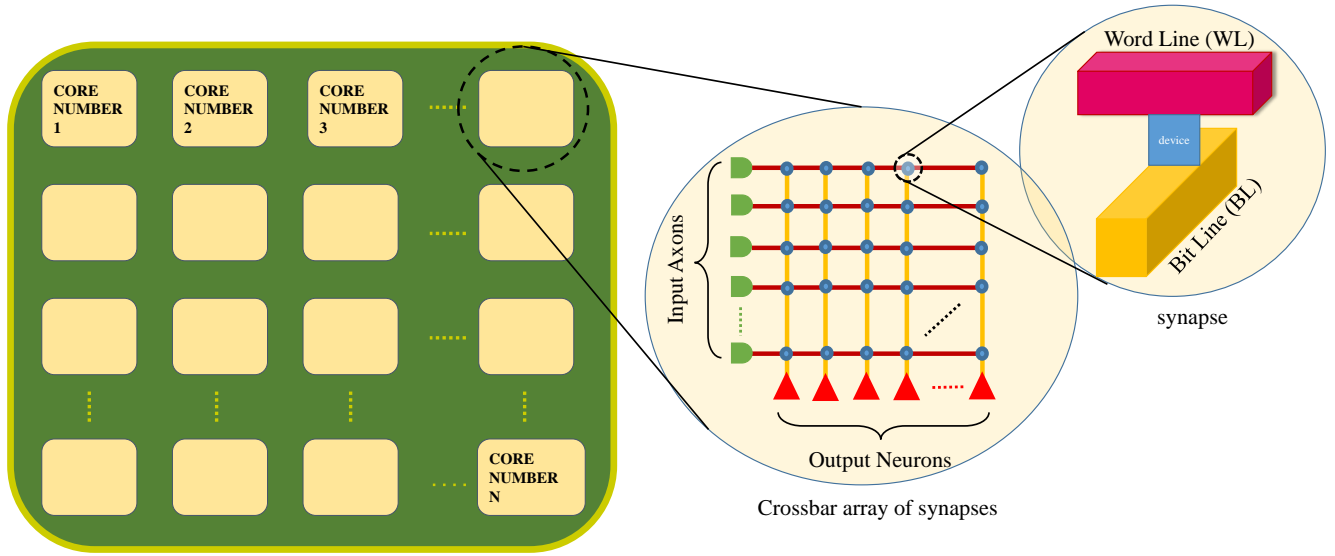 CORE
NUMBER
1
CORE
NUMBER
2
CORE
NUMBER
3
CORE
NUMBER
N
Input Axons
Output Neurons
Crossbar array of synapses
Word Line (WL)
device
Bit Line (BL)
synapse